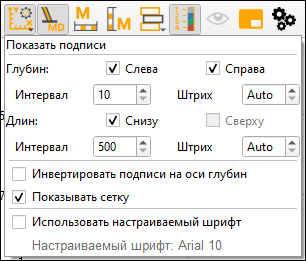 MD M M
Показать подписи
Глубин: Слева Справа
Интервал 10 Штрих Auto
Длин: Снизу Сверху
Интервал 500 Штрих Auto
Инвертировать подписи на оси глубин
Показывать сетку
Использовать настраиваемый шрифт
Настраиваемый шрифт: Arial 10